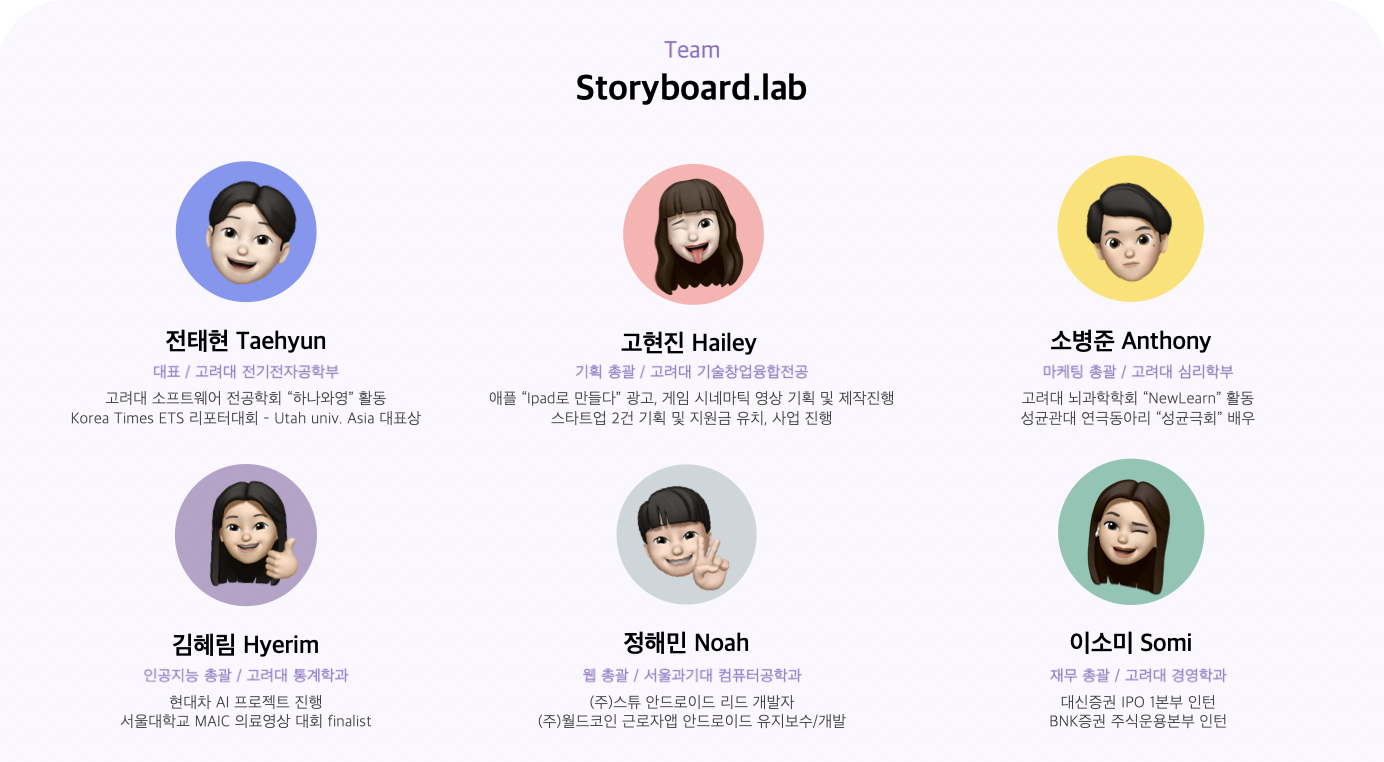 Team
Storyboard.lab
전태현 Taehyun
대표 / 고려대 전기전자공학부
고려대 소프트웨어 전공학회 “하나와영” 활동
Korea Times ETS 리포터대회 - Utah univ. Asia 대표상
고현진 Hailey
기획 총괄 / 고려대 기술창업융합전공
애플 “Ipad로 만들다” 광고, 게임 시네마틱 영상 기획 및 제작진행
스타트업 2건 기획 및 지원금 유치, 사업 진행
소병준 Anthony
마케팅 총괄 / 고려대 심리학부
고려대 뇌과학학회 “NewLearn” 활동
성균관대 연극동아리 “성균극회” 배우
김혜림 Hyerim
인공지능 총괄 / 고려대 통계학과
현대차 AI 프로젝트 진행
서울대학교 MAIC 의료영상 대회 finalist
정해민 Noah
웹 총괄 / 서울과기대 컴퓨터공학과
(주)스튜 안드로이드 리드 개발자
(주)월드코인 근로자앱 안드로이드 유지보수/개발
이소미 Somi
재무 총괄 / 고려대 경영학과
대신증권 IPO 1본부 인턴
BNK증권 주식운용본부 인턴